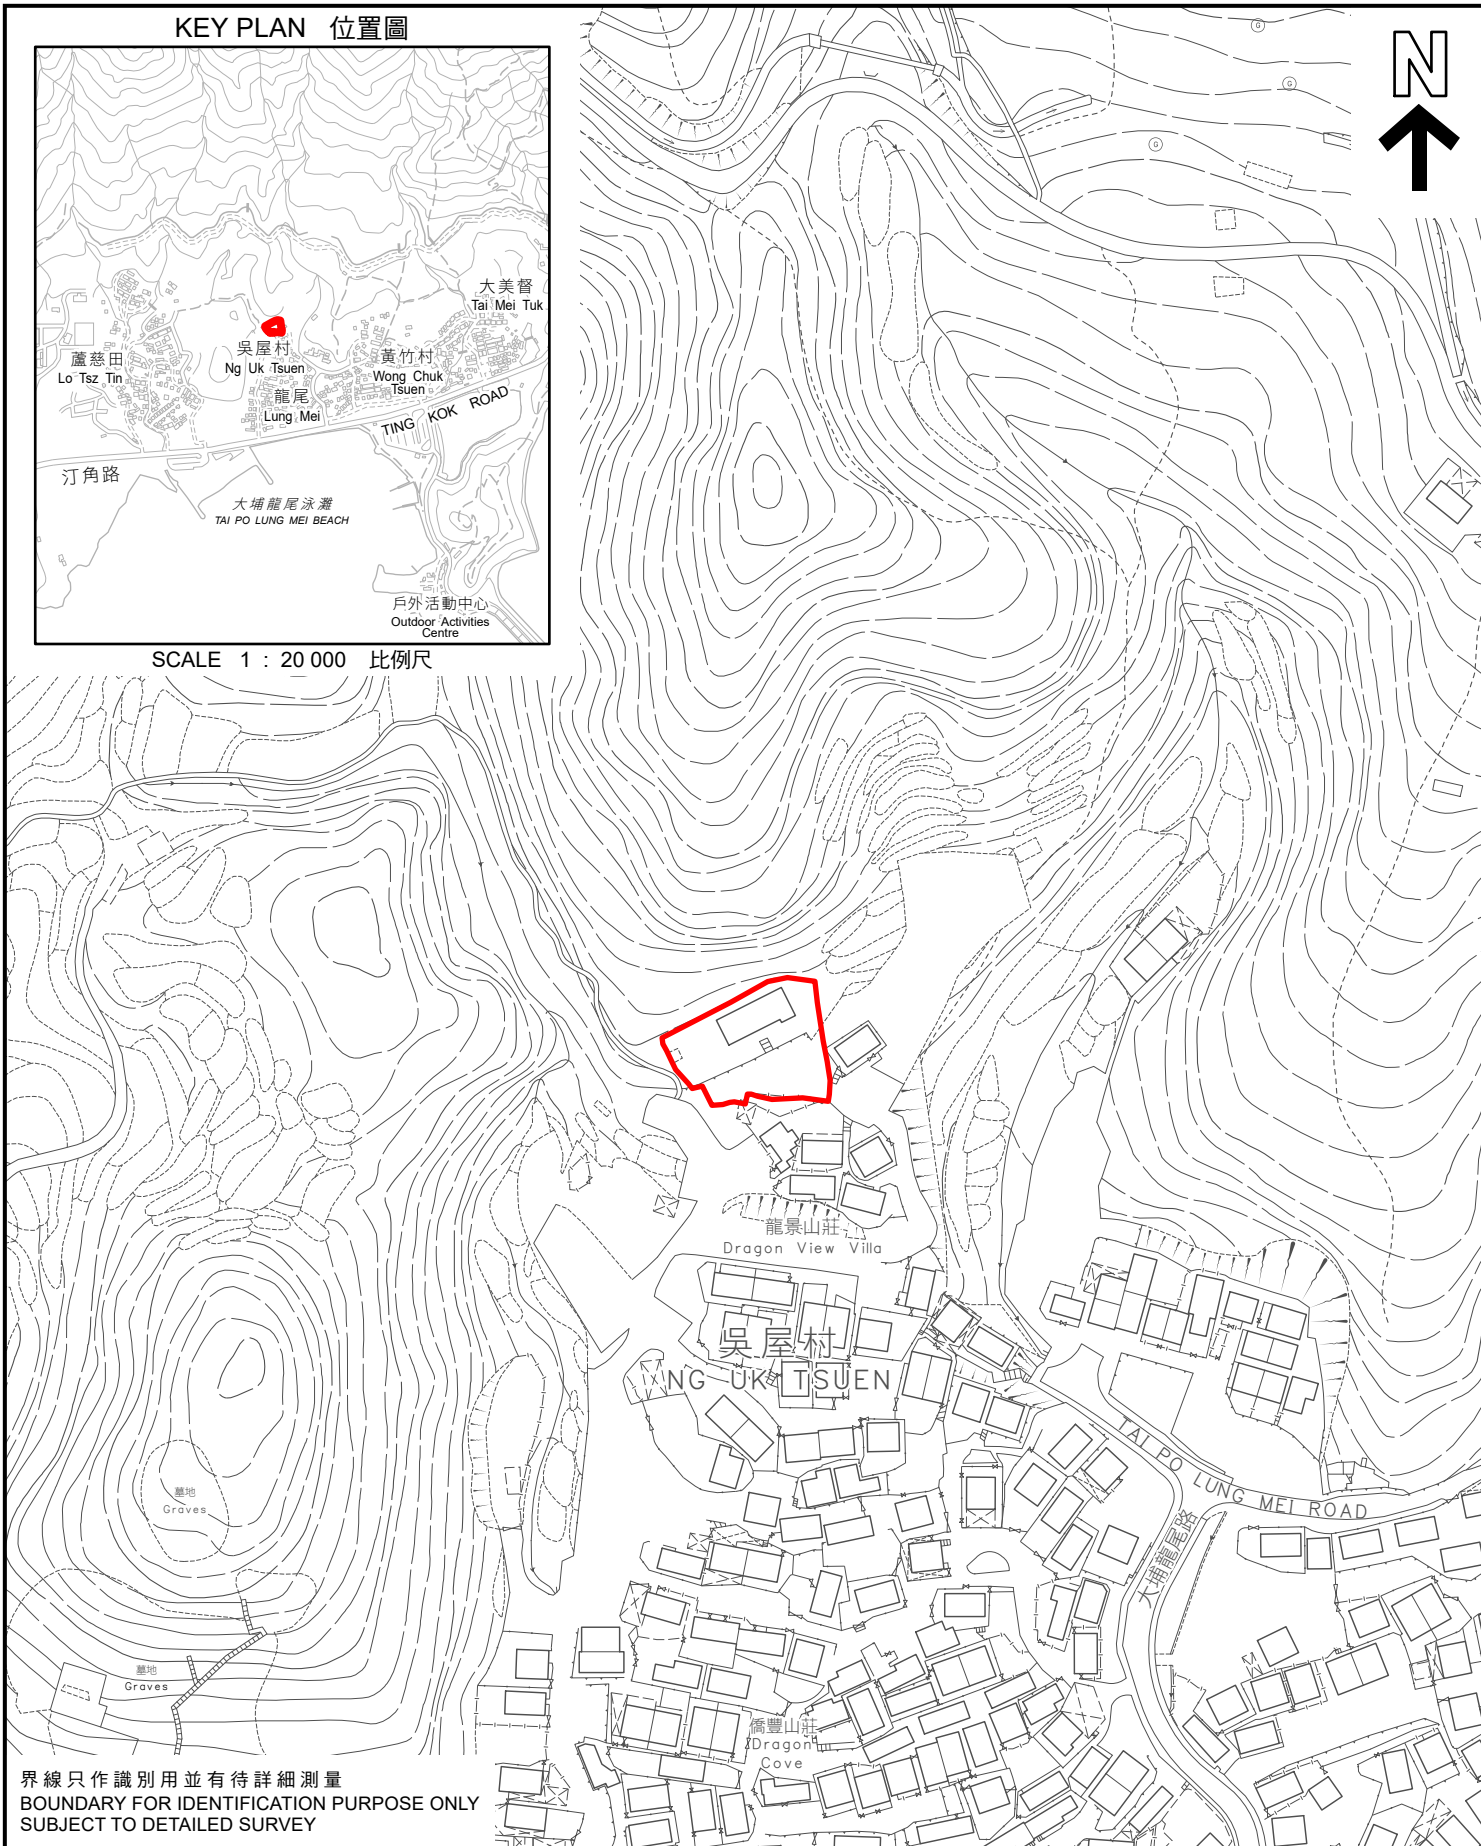 KEY PLAN 位置圖
N
大美督
Tai Mei Tuk
吳屋村
Ng Uk Tsuen
黃竹村
Wong Chuk
Tsuen
蘆慈田
Lo Tsz Tin
龍尾
Lung Mei
TING KOK ROAD
汀角路
大埔龍尾泳灘
TAI PO LUNG MEI BEACH
戶外活動中心
Outdoor Activities
Centre
SCALE 1 : 20 000 比例尺
G
G
G
龍景山莊
Dragon View Villa
吳屋村
NG UK TSUEN
TAI PO LUNG MEI ROAD
大埔龍尾路
墓地
Graves
墓地
Graves
僑豐山莊
Dragon
Cove
界線只作識別用並有待詳細測量
BOUNDARY FOR IDENTIFICATION PURPOSE ONLY
SUBJECT TO DETAILED SURVEY